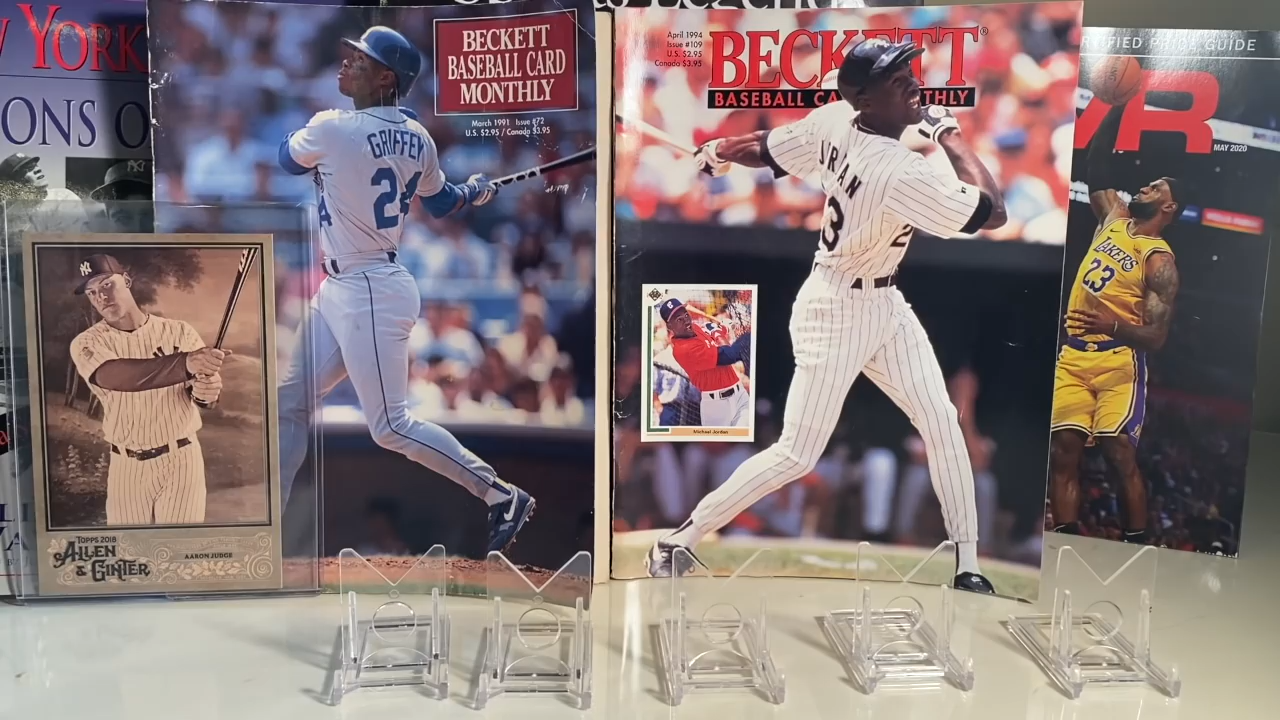 YORK
ONS O
TOPPS 2018
ALLEN
& GINTER
AARON JUDGE
BECKETT
BASEBALL CARD
MONTHLY
March 1991 Issue #72
U.S. $2.95 / Canada $3.95
GRIFFEY
24
April 1994
Issue #109
U.S. $2.95
Canada $3.95
BECKETT®
BASEBALL CA MONTHLY
RDAN
23
Michael Jordan
RTIFIED PRICE GUIDE
R
MAY 2020
LAKERS
23